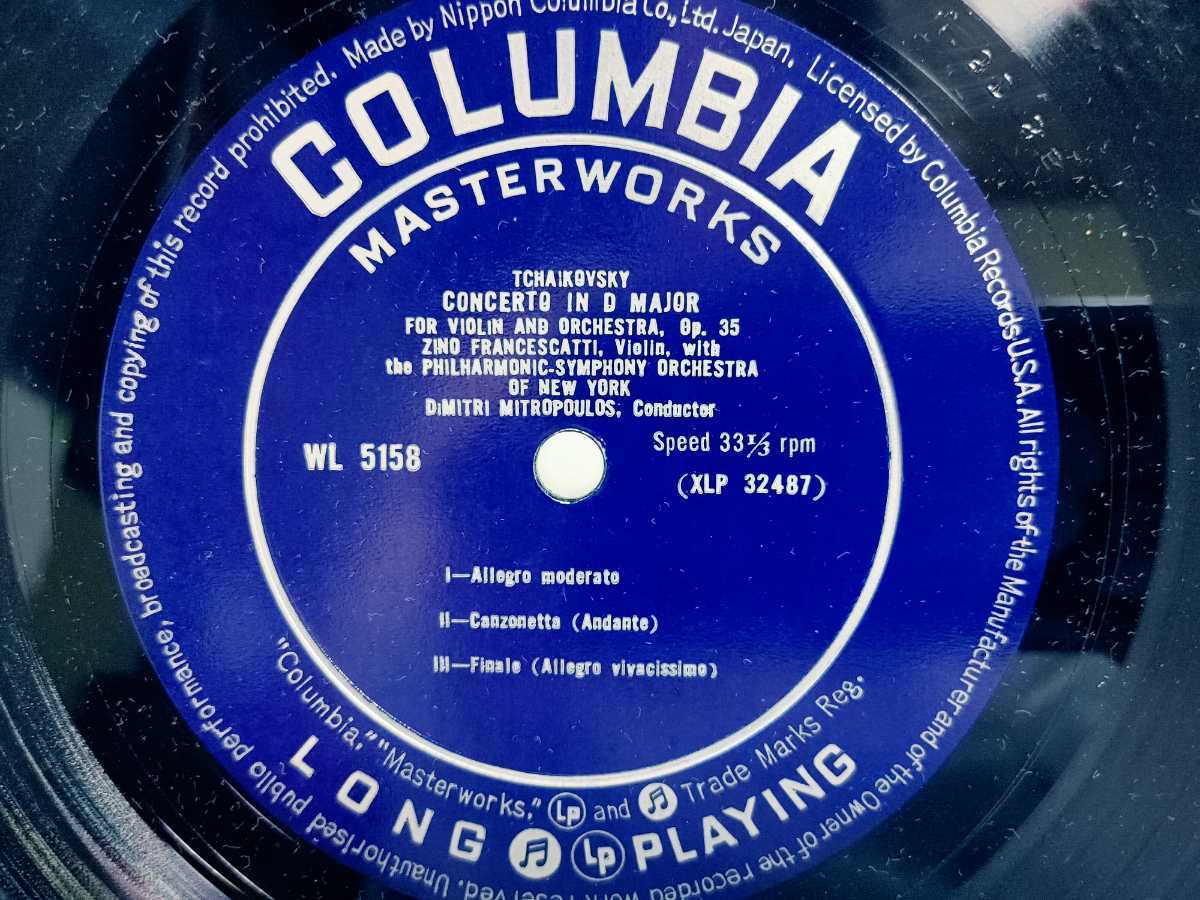 Made by Nippon Columbia Co., Ltd. Japan. Licensed by Columbia Records U.S.A. All rights of the Manufacturer and of the Owner of the recorded work reserved. Unauthorised public performance, broadcasting and copying of this record prohibited.
COLUMBIA
MASTERWORKS
TCHAIKOVSKY
CONCERTO IN D MAJOR
FOR VIOLIN AND ORCHESTRA, Op. 35
ZINO FRANCESCATTI, Violin, with
the PHILHARMONIC-SYMPHONY ORCHESTRA
OF NEW YORK
DiMITRI MITROPOULOS, Conductor
WL 5158
Speed 33 1/3 rpm
(XLP 32487)
I—Allegro moderato
II—Canzonetta (Andante)
III—Finale (Allegro vivacissimo)
"Columbia," "Masterworks," Lp and Trade Marks Reg.
LONG Lp PLAYING